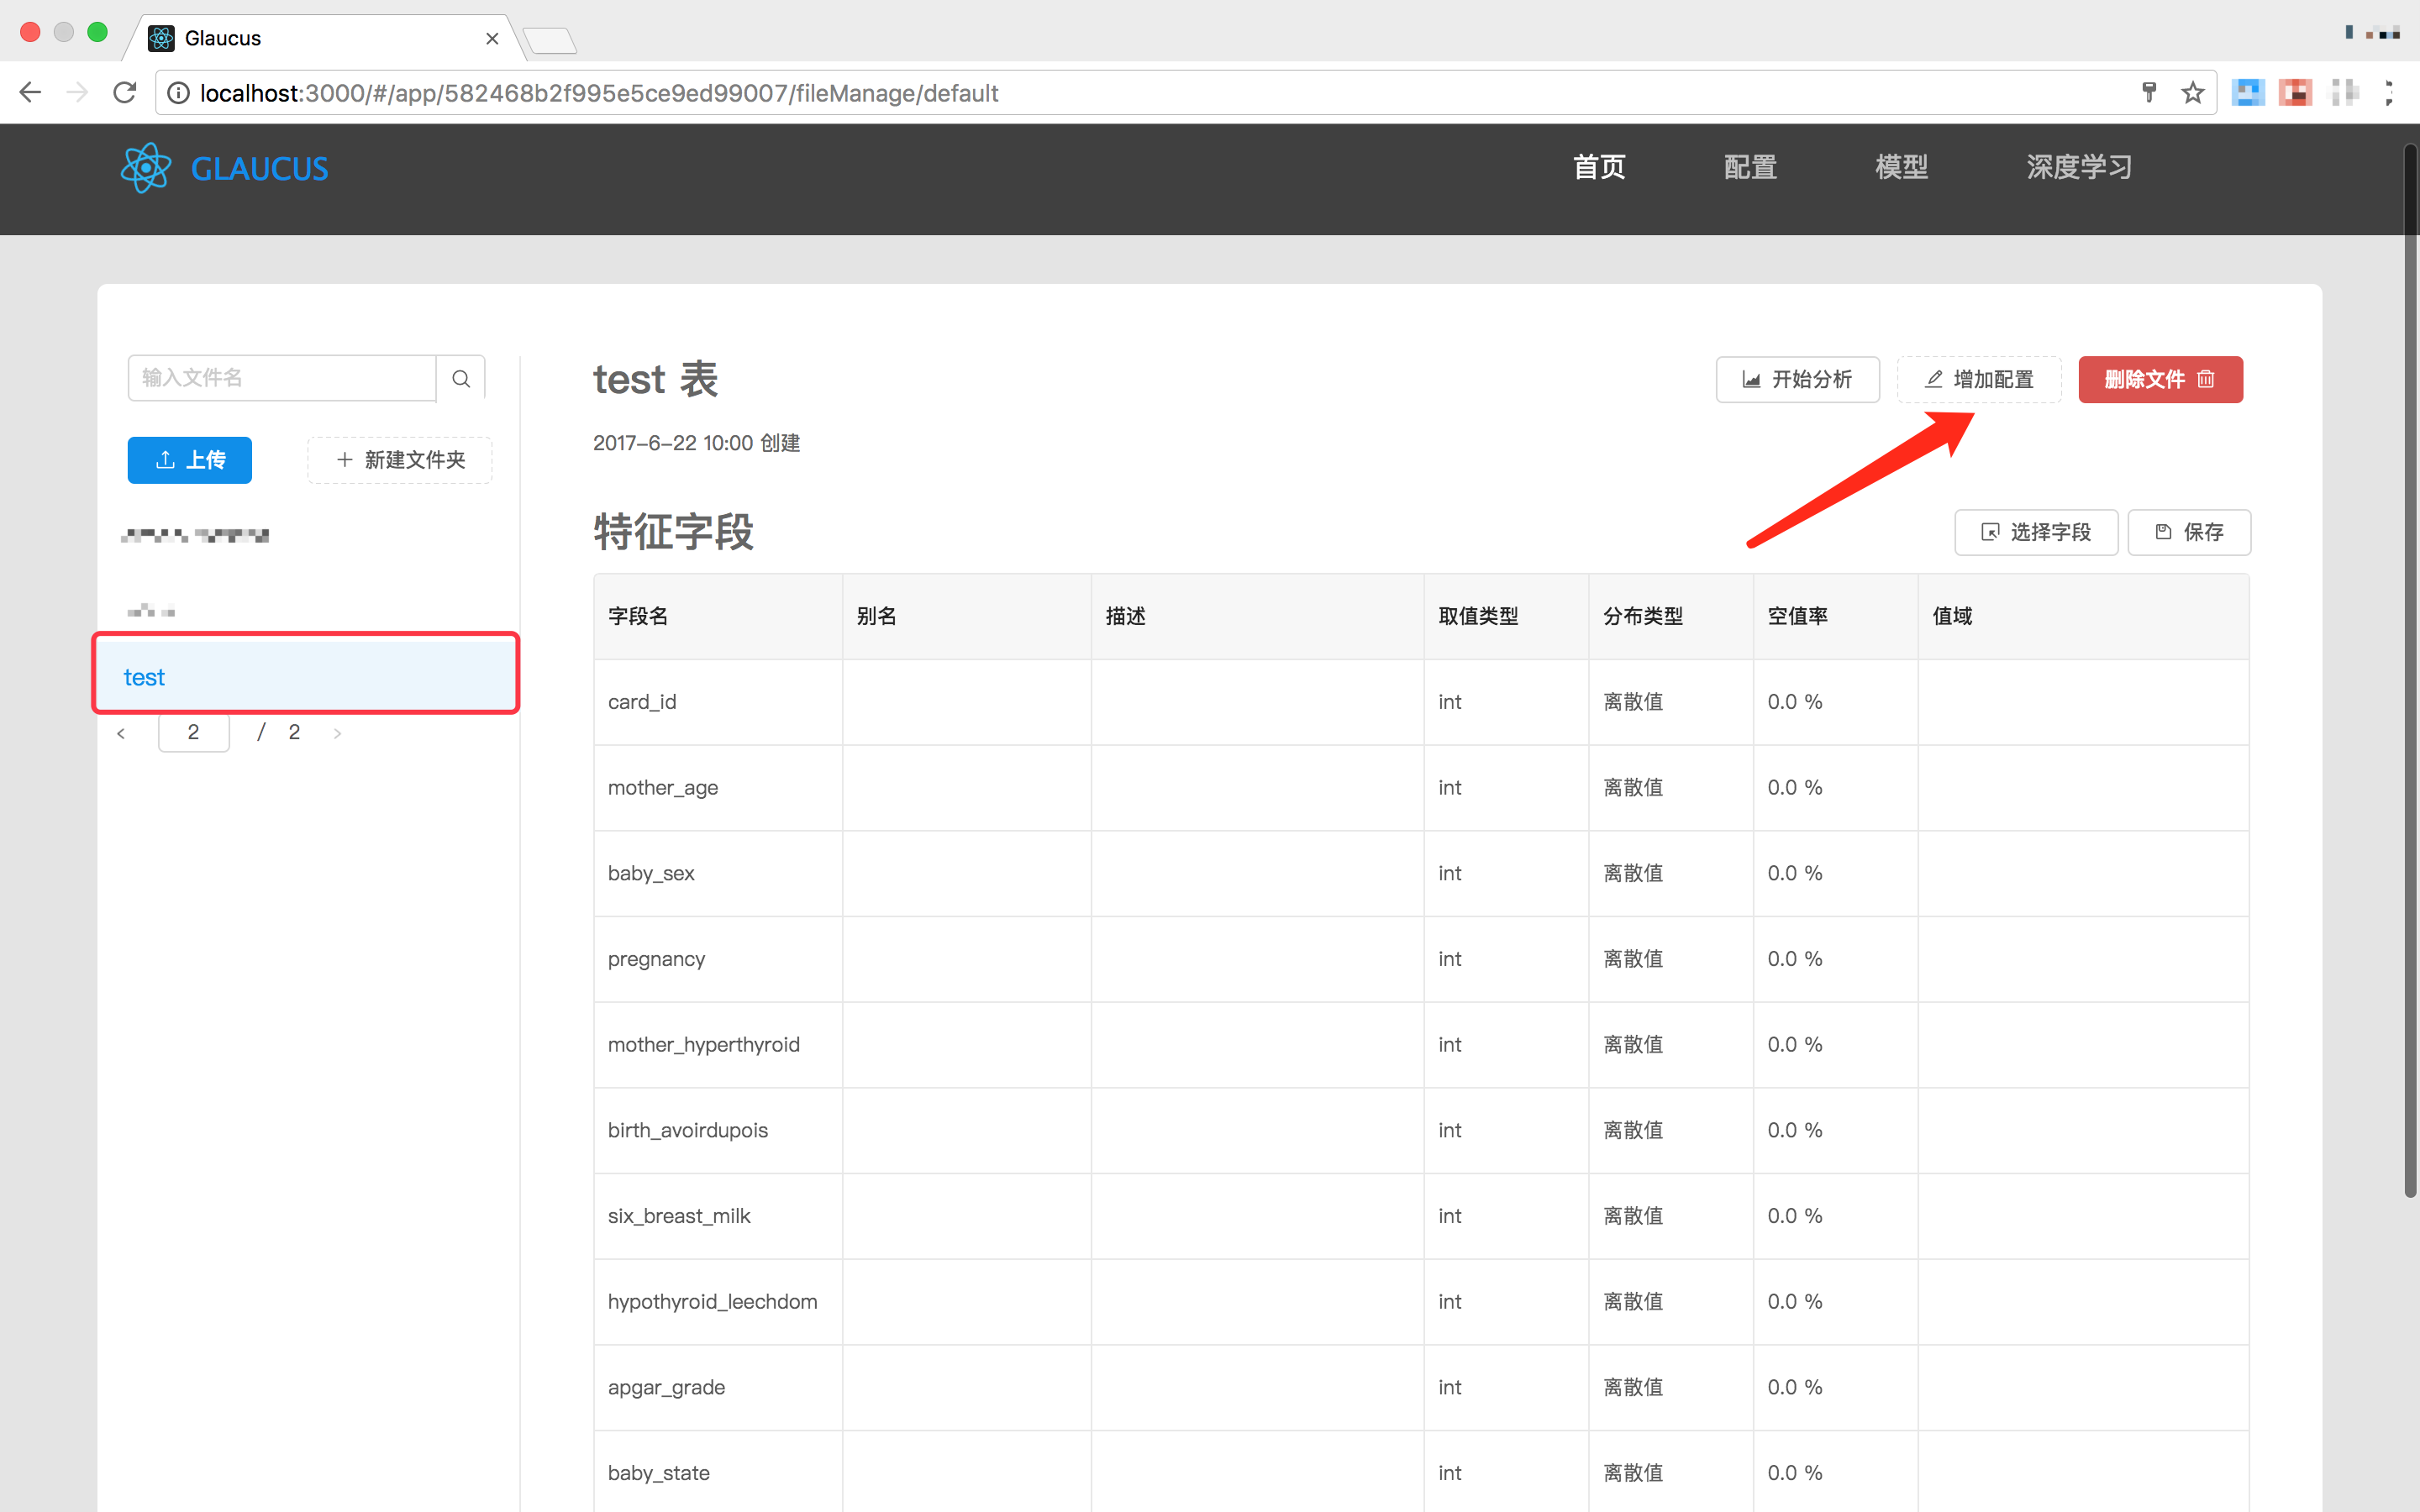 Glaucus
localhost:3000/#/app/582468b2f995e5ce9ed99007/fileManage/default
GLAUCUS
首页 配置 模型 深度学习
输入文件名
上传 新建文件夹
test
2 / 2
test 表
开始分析 增加配置 删除文件
2017-6-22 10:00 创建
特征字段
选择字段 保存
字段名 别名 描述 取值类型 分布类型 空值率 值域
card_id int 离散值 0.0 %
mother_age int 离散值 0.0 %
baby_sex int 离散值 0.0 %
pregnancy int 离散值 0.0 %
mother_hyperthyroid int 离散值 0.0 %
birth_avoirdupois int 离散值 0.0 %
six_breast_milk int 离散值 0.0 %
hypothyroid_leechdom int 离散值 0.0 %
apgar_grade int 离散值 0.0 %
baby_state int 离散值 0.0 %